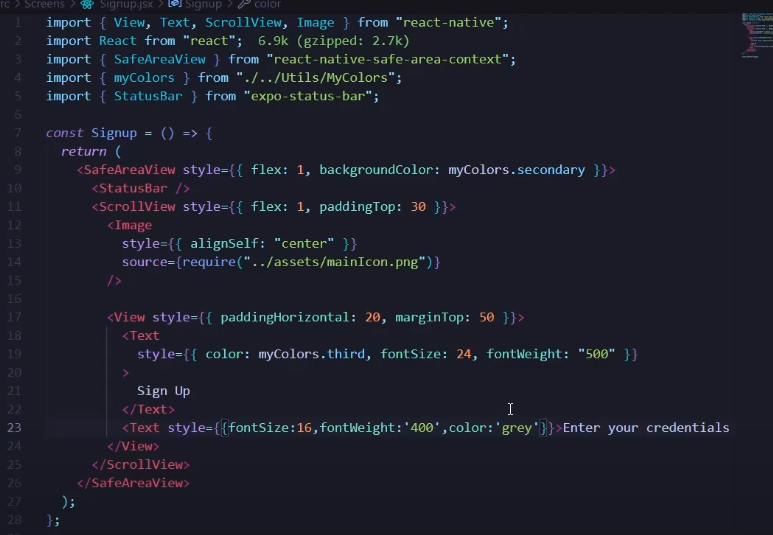 rc > Screens > Signup.jsx > Signup > color
1 import { View, Text, ScrollView, Image } from "react-native";
2 import React from "react"; 6.9k (gzipped: 2.7k)
3 import { SafeAreaView } from "react-native-safe-area-context";
4 import { myColors } from "./../Utils/MyColors";
5 import { StatusBar } from "expo-status-bar";
6
7 const Signup = () => {
8 return (
9 <SafeAreaView style={{ flex: 1, backgroundColor: myColors.secondary }}>
10 <StatusBar />
11 <ScrollView style={{ flex: 1, paddingTop: 30 }}>
12 <Image
13 style={{ alignSelf: "center" }}
14 source={require("../assets/mainIcon.png")}
15 />
16
17 <View style={{ paddingHorizontal: 20, marginTop: 50 }}>
18 <Text
19 style={{ color: myColors.third, fontSize: 24, fontWeight: "500" }}
20 >
21 Sign Up
22 </Text>
23 <Text style={{fontSize:16,fontWeight:'400',color:'grey'}}>Enter your credentials
24 </View>
25 </ScrollView>
26 </SafeAreaView>
27 );
28 };